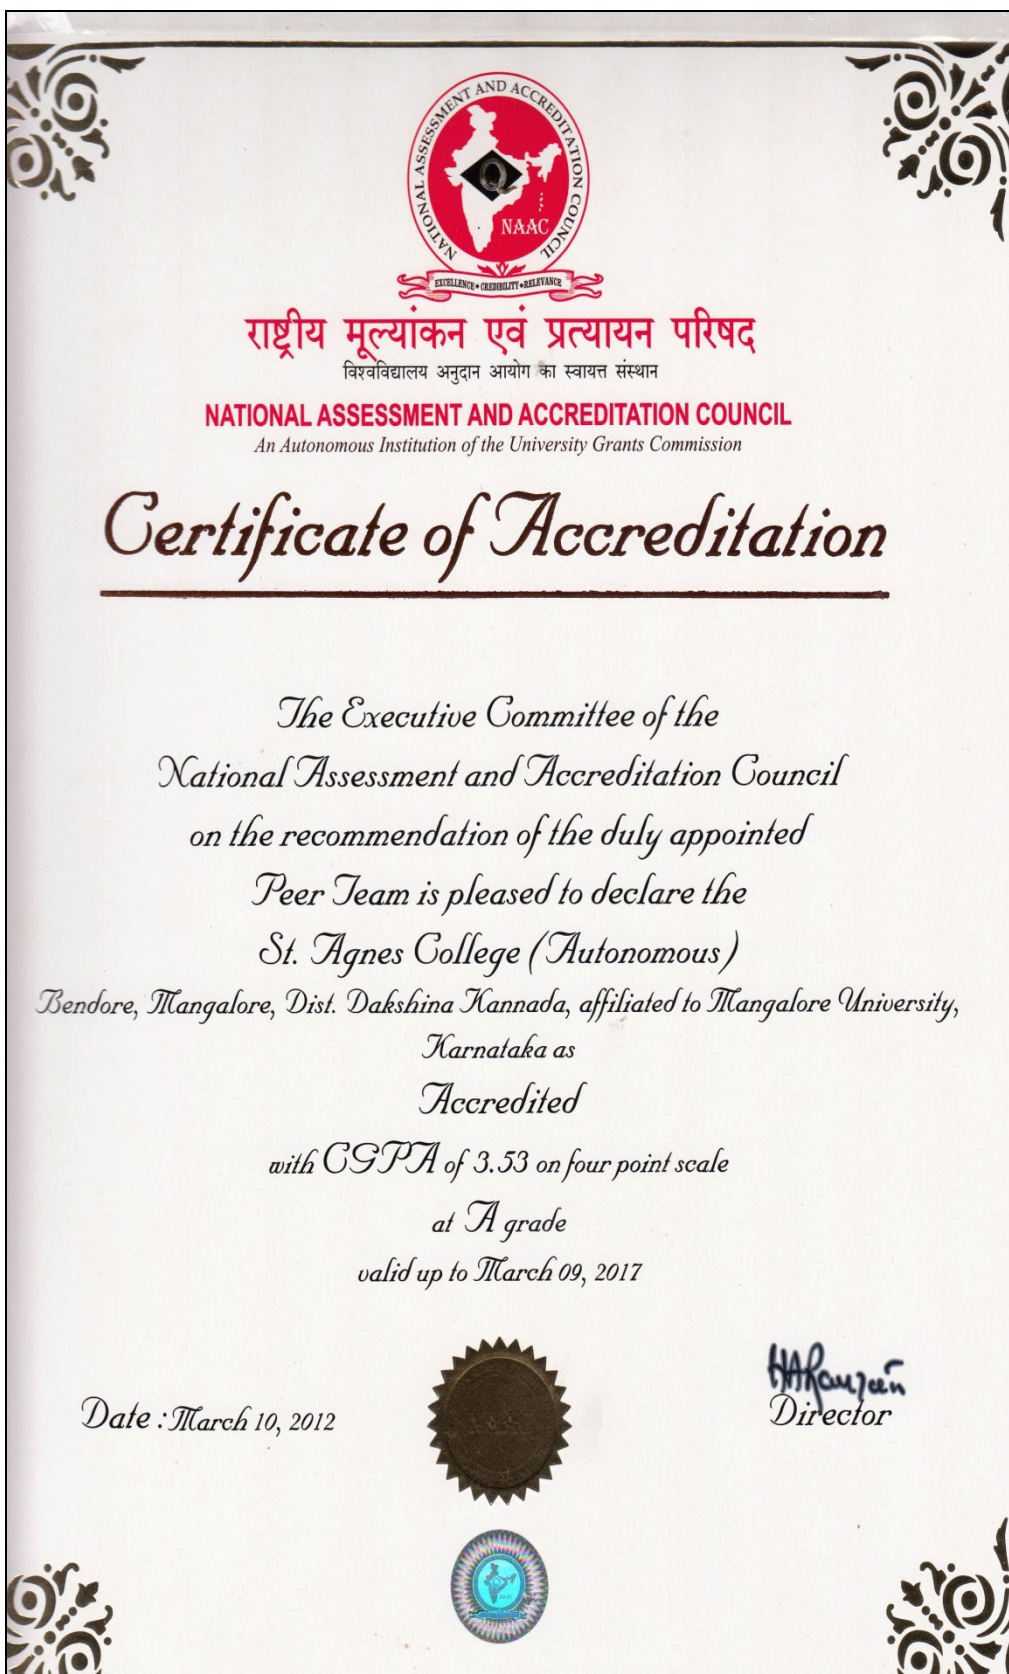 NATIONAL ASSESSMENT AND ACCREDITATION COUNCIL
Q
NAAC
EXCELLENCE • CREDIBILITY • RELEVANCE
राष्ट्रीय मूल्यांकन एवं प्रत्यायन परिषद
विश्वविद्यालय अनुदान आयोग का स्वायत्त संस्थान
NATIONAL ASSESSMENT AND ACCREDITATION COUNCIL
An Autonomous Institution of the University Grants Commission
Certificate of Accreditation
The Executive Committee of the
National Assessment and Accreditation Council
on the recommendation of the duly appointed
Peer Team is pleased to declare the
St. Agnes College (Autonomous)
Bendore, Mangalore, Dist. Dakshina Kannada, affiliated to Mangalore University,
Karnataka as
Accredited
with CGPA of 3.53 on four point scale
at A grade
valid up to March 09, 2017
Date : March 10, 2012
Director